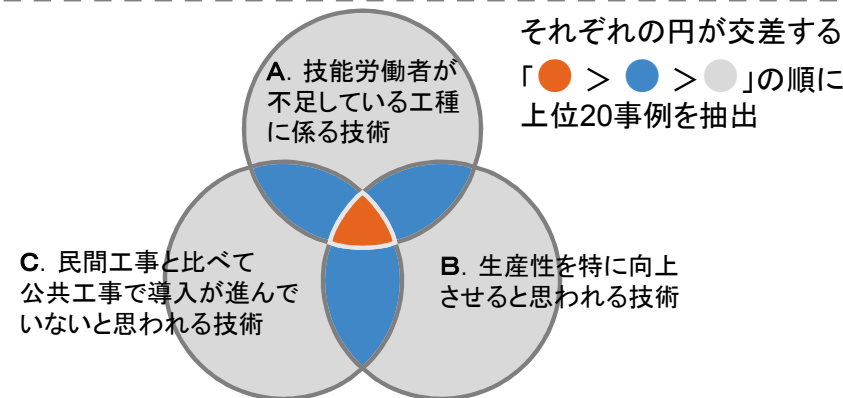 それぞれの円が交差する
「 > > 」の順に
上位20事例を抽出
A. 技能労働者が
不足している工種
に係る技術
C. 民間工事と比べて
公共工事で導入が進んで
いないと思われる技術
B. 生産性を特に向上
させると思われる技術